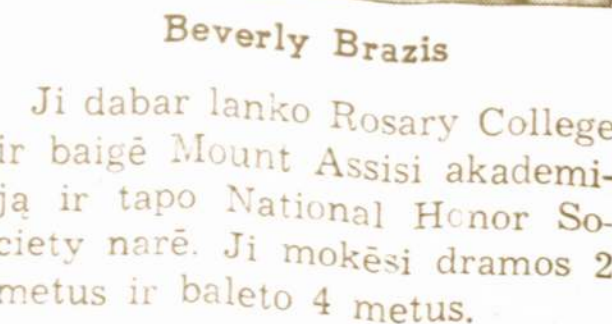 Beverly Brazis
Ji dabar lanko Rosary College
ir baigė Mount Assisi akademi-
ją ir tapo National Honor So-
ciety narė. Ji mokėsi dramos 2
metus ir baleto 4 metus.